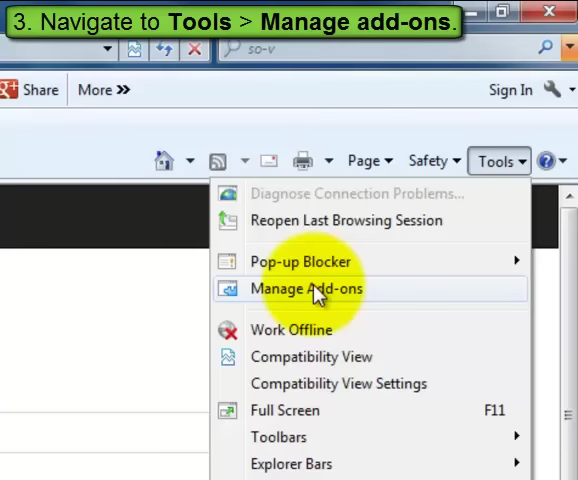 3. Navigate to Tools > Manage add-ons.
so-v
g+ Share More »
Sign In
Page Safety Tools
Diagnose Connection Problems...
Reopen Last Browsing Session
Pop-up Blocker
Manage Add-ons
Work Offline
Compatibility View
Compatibility View Settings
Full Screen F11
Toolbars
Explorer Bars